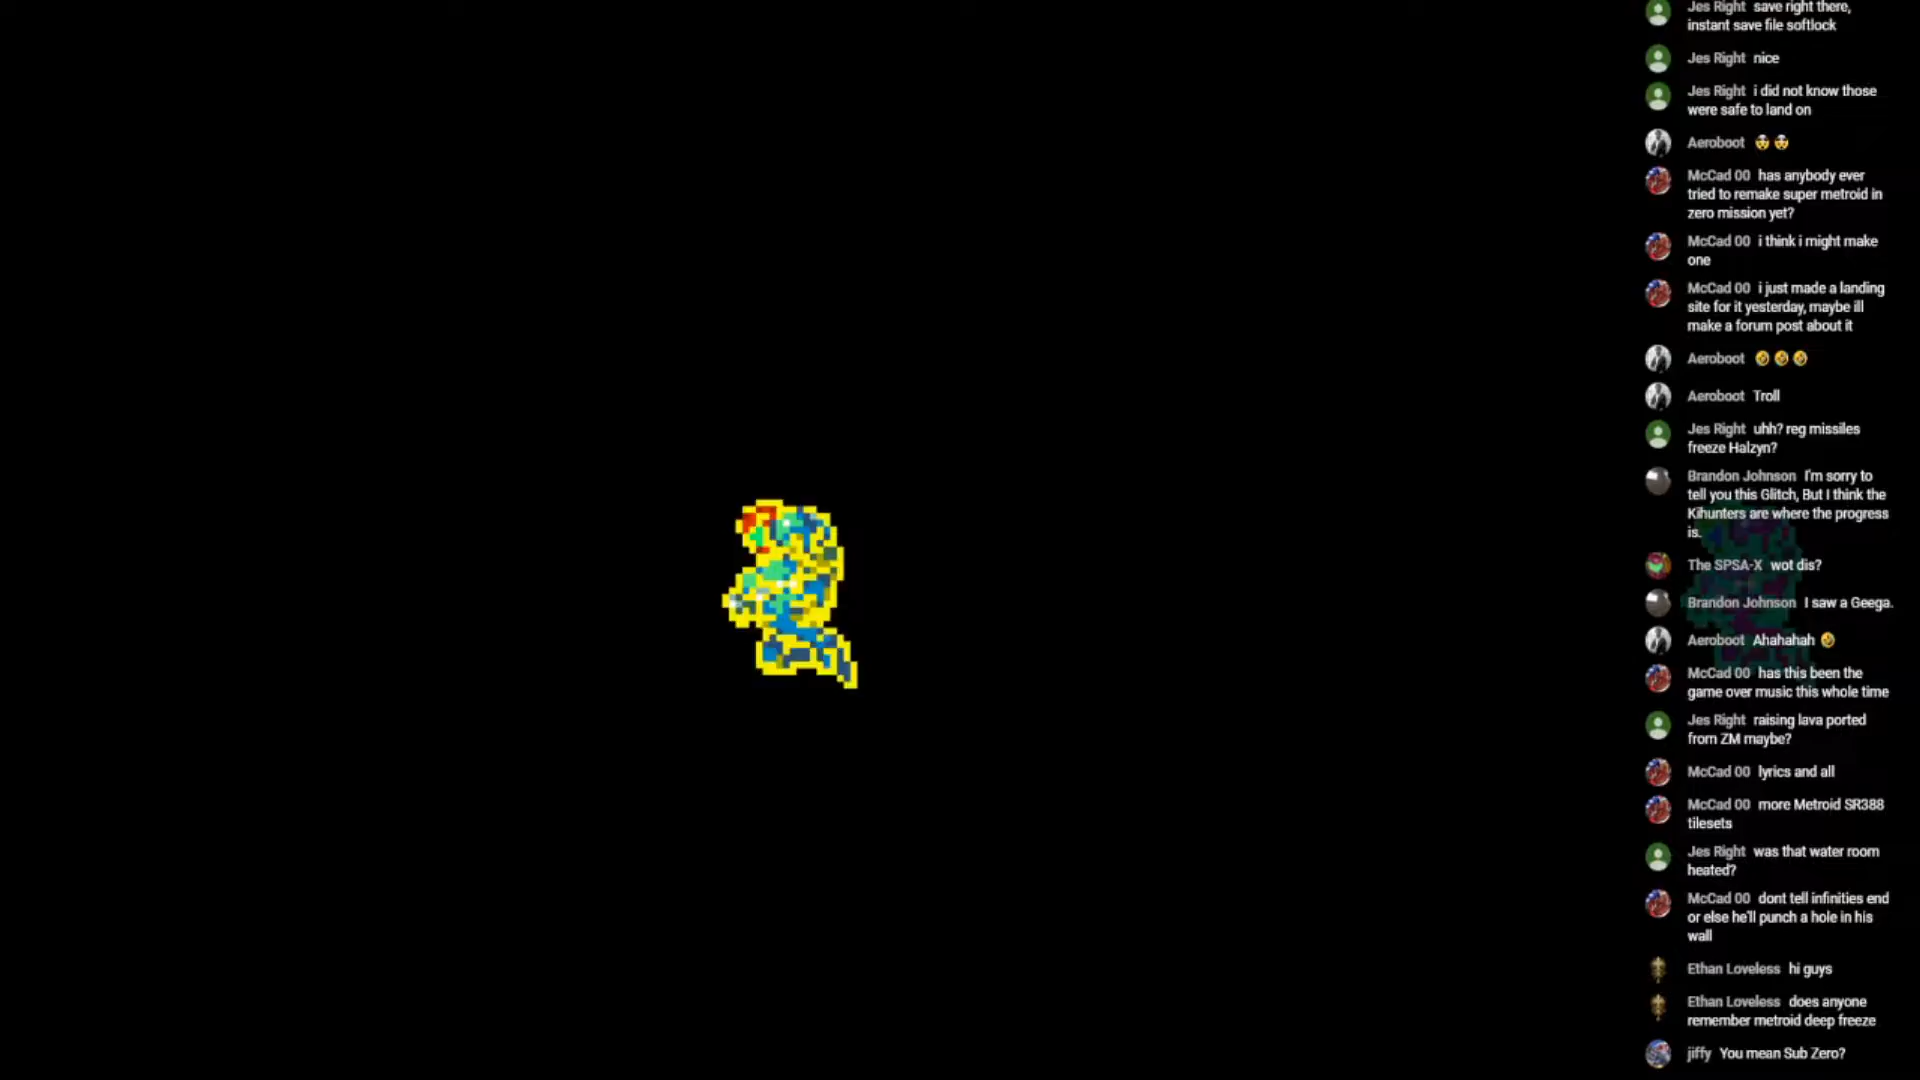 Jes Right save right there,
instant save file softlock
Jes Right nice
Jes Right i did not know those
were safe to land on
Aeroboot 🤯🤯
McCad 00 has anybody ever
tried to remake super metroid in
zero mission yet?
McCad 00 i think i might make
one
McCad 00 i just made a landing
site for it yesterday, maybe ill
make a forum post about it
Aeroboot 🤣🤣🤣
Aeroboot Troll
Jes Right uhh? reg missiles
freeze Halzyn?
Brandon Johnson I'm sorry to
tell you this Glitch, But I think the
Kihunters are where the progress
is.
The SPSA-X wot dis?
Brandon Johnson I saw a Geega.
Aeroboot Ahahahah 🤣
McCad 00 has this been the
game over music this whole time
Jes Right raising lava ported
from ZM maybe?
McCad 00 lyrics and all
McCad 00 more Metroid SR388
tilesets
Jes Right was that water room
heated?
McCad 00 dont tell infinities end
or else he'll punch a hole in his
wall
Ethan Loveless hi guys
Ethan Loveless does anyone
remember metroid deep freeze
jiffy You mean Sub Zero?